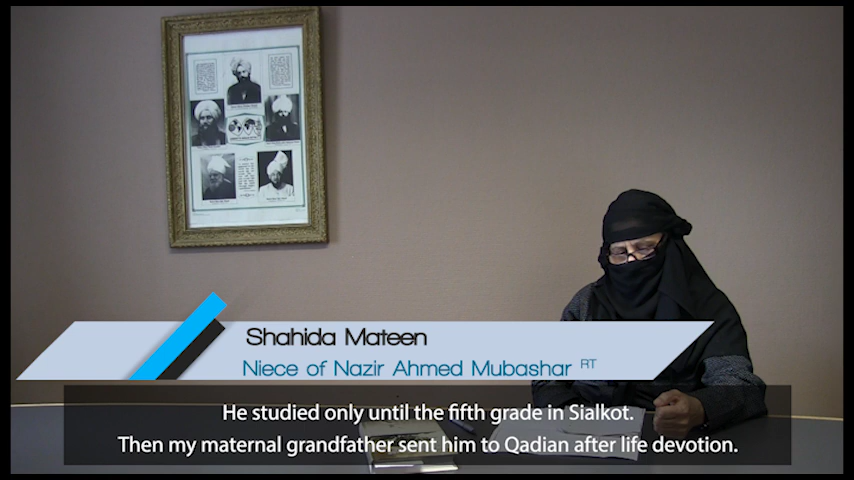 Shahida Mateen
Niece of Nazir Ahmed Mubashar RT
He studied only until the fifth grade in Sialkot.
Then my maternal grandfather sent him to Qadian after life devotion.